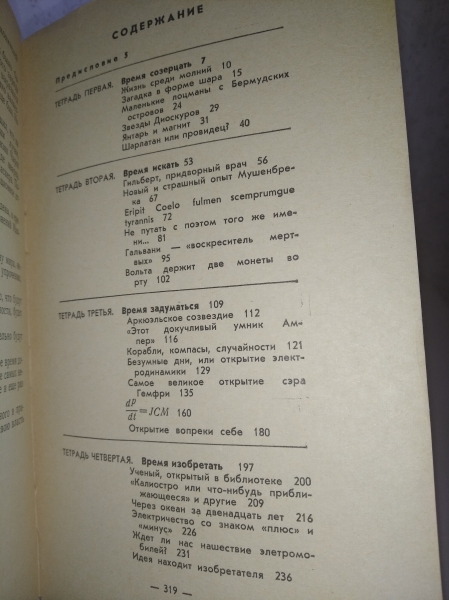 СОДЕРЖАНИЕ
Предисловие 5
ТЕТРАДЬ ПЕРВАЯ. Время созерцать 7
Жизнь среди молний 10
Загадка в форме шара 15
Маленькие лоцманы с Бермудских
островов 24
Звезды Диоскуров 29
Янтарь и магнит 31
Шарлатан или провидец? 40
ТЕТРАДЬ ВТОРАЯ. Время искать 53
Гильберт, придворный врач 56
Новый и страшный опыт Мушенбре-
ка 67
Eripit Coelo fulmen scemprumgue
tyrannis 72
Не путать с поэтом того же име-
ни... 81
Гальвани — «воскреситель мерт-
вых» 95
Вольта держит две монеты во
рту 102
ТЕТРАДЬ ТРЕТЬЯ. Время задуматься 109
Аркюэльское созвездие 112
«Этот докучливый умник Ам-
пер» 116
Корабли, компасы, случайности 121
Безумные дни, или открытие элект-
родинамики 129
Самое великое открытие сэра
Гемфри 135
dP/dt = JCM 160
Открытие вопреки себе 180
ТЕТРАДЬ ЧЕТВЕРТАЯ. Время изобретать 197
Ученый, открытый в библиотеке 200
«Калиостро или что-нибудь прибли-
жающееся» и другие 209
Через океан за двенадцать лет 216
Электричество со знаком «плюс» и
«минус» 226
Ждет ли нас нашествие элетромо-
билей? 231
Идея находит изобретателя 236
— 319 —